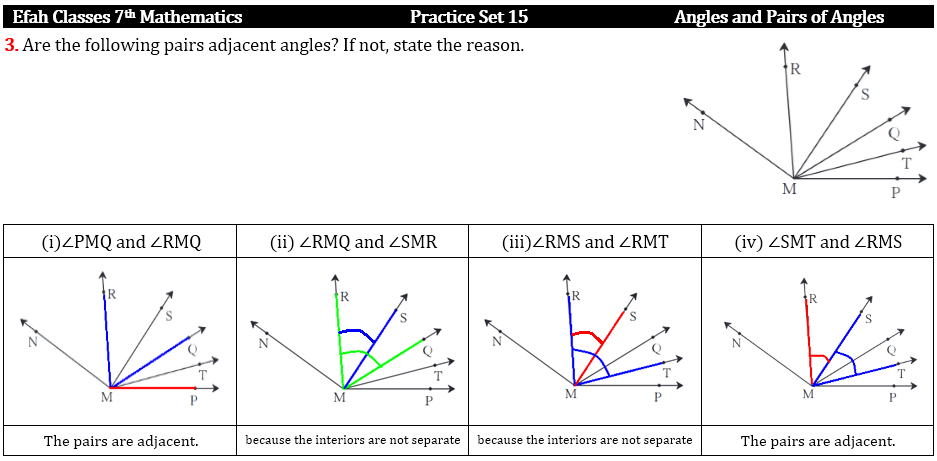 Efah Classes 7th Mathematics Practice Set 15 Angles and Pairs of Angles
3. Are the following pairs adjacent angles? If not, state the reason.
R
S
N
Q
T
M
P
(i)∠PMQ and ∠RMQ (ii) ∠RMQ and ∠SMR (iii)∠RMS and ∠RMT (iv) ∠SMT and ∠RMS
R
S
N
Q
T
M
P
R
S
N
Q
T
M
P
R
S
N
Q
T
M
P
R
S
N
Q
T
M
P
The pairs are adjacent. because the interiors are not separate because the interiors are not separate The pairs are adjacent.